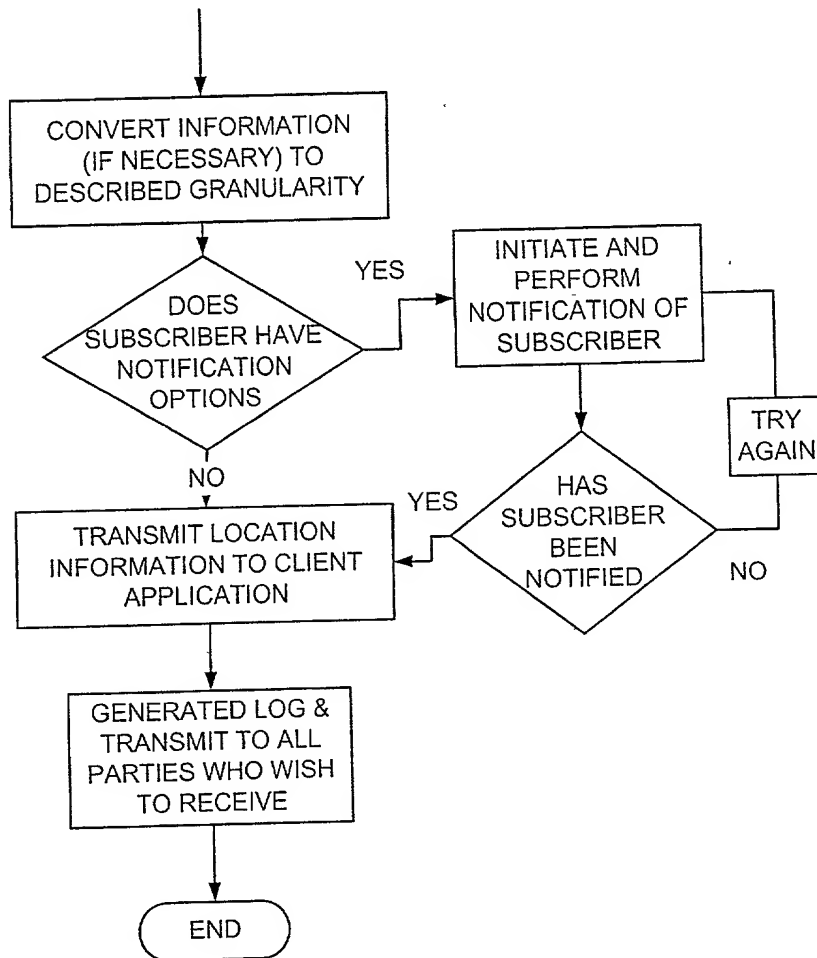 CONVERT INFORMATION
(IF NECESSARY) TO
DESCRIBED GRANULARITY
DOES
SUBSCRIBER HAVE
NOTIFICATION
OPTIONS
YES
INITIATE AND
PERFORM
NOTIFICATION OF
SUBSCRIBER
TRY
AGAIN
HAS
SUBSCRIBER
BEEN
NOTIFIED
NO
YES
NO
TRANSMIT LOCATION
INFORMATION TO CLIENT
APPLICATION
GENERATED LOG &
TRANSMIT TO ALL
PARTIES WHO WISH
TO RECEIVE
END